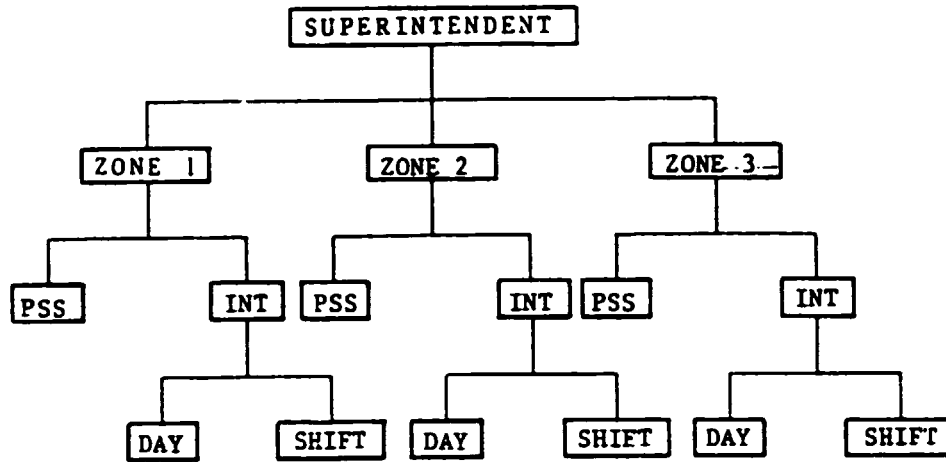 SUPERINTENDENT
ZONE 1
ZONE 2
ZONE 3
PSS
INT
PSS
INT
PSS
INT
DAY
SHIFT
DAY
SHIFT
DAY
SHIFT